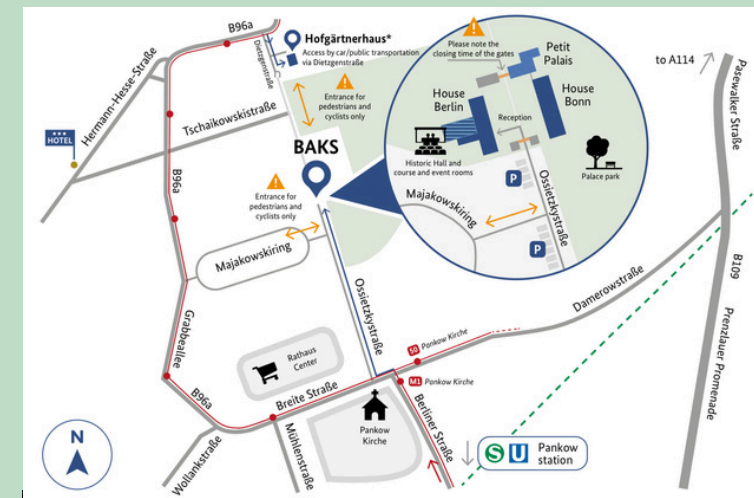 B96a
Hofgärtnerhaus*
Access by car/public transportation
via Dietzgenstraße
Dietzgenstraße
Please note the
closing time of the gates
Petit
Palais
to A114
Pasewalker Straße
Hermann-Hesse-Straße
Entrance for
pedestrians and
cyclists only
House
Berlin
House
Bonn
Tschaikowskistraße
HOTEL
BAKS
Reception
Historic Hall and
course and event rooms
P
Palace park
B96a
Entrance for
pedestrians and
cyclists only
Majakowskiring
Ossietzkystraße
P
Majakowskiring
Ossietzkystraße
Damerowstraße
B109
Prenzlauer Promenade
Grabbeallee
Rathaus
Center
50 Pankow Kirche
M1 Pankow Kirche
B96a
Breite Straße
Pankow
Kirche
Berliner Straße
N
Wollankstraße
Mühlenstraße
S U Pankow
station